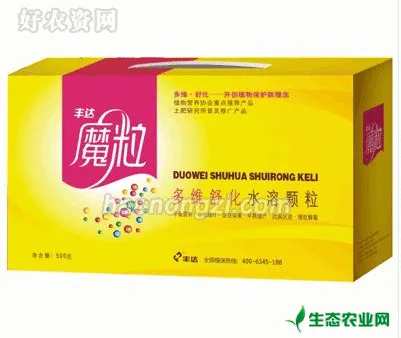 好农资网
多维·舒化——开创植物保护新理念
植物营养协会重点推荐产品
土肥研究所普及推广产品
丰达
魔粒
DUOWEI SHUHUA SHUIRONG KELI
多维舒化水溶颗粒
净含量:500克
丰达 全国植保热线:400-6345-188
生态农业网